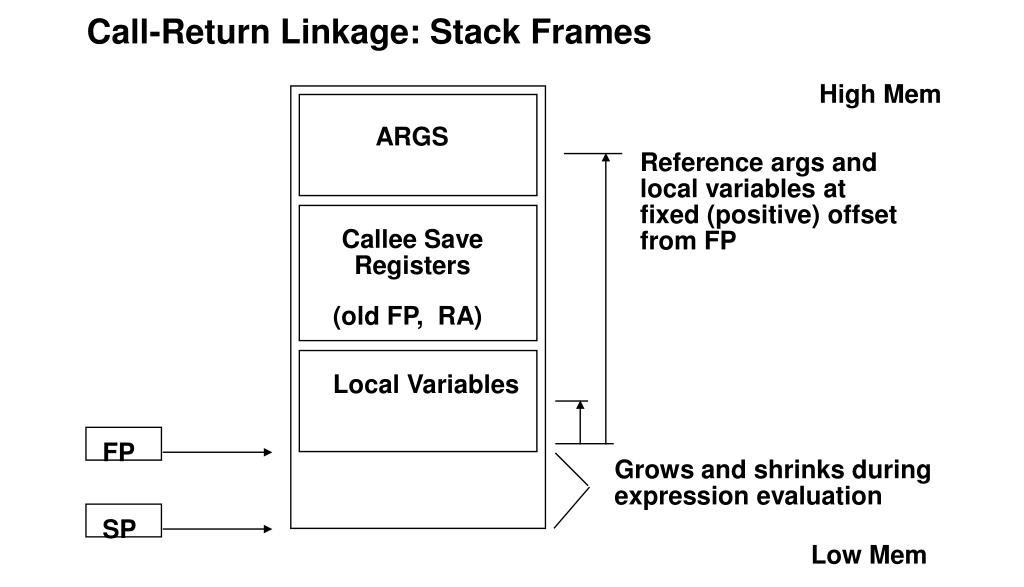 Call-Return Linkage: Stack Frames
High Mem
ARGS
Reference args and
local variables at
fixed (positive) offset
from FP
Callee Save
Registers
(old FP,  RA)
Local Variables
FP
Grows and shrinks during
expression evaluation
SP
Low Mem